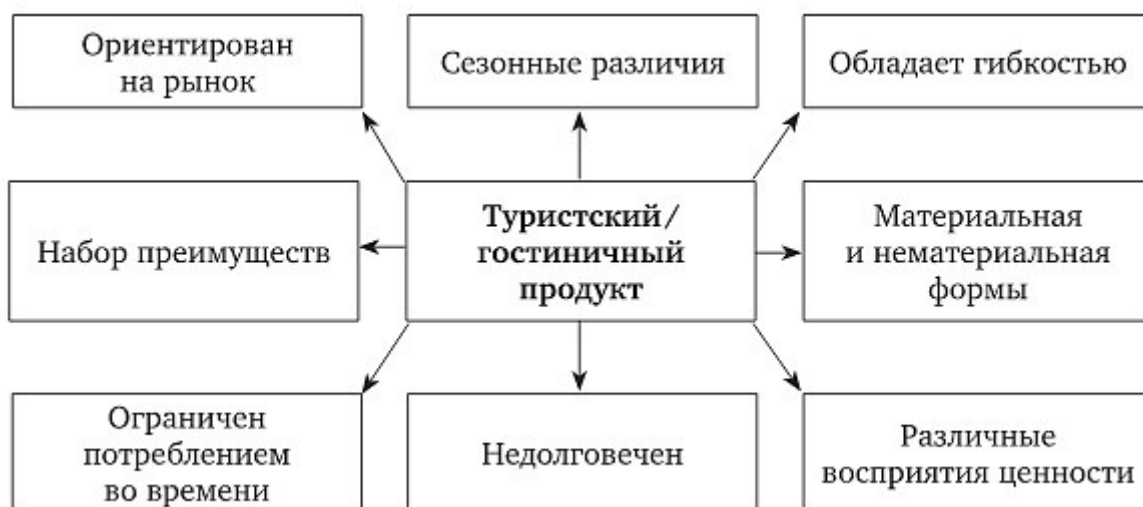 Ориентирован
на рынок
Сезонные различия
Обладает гибкостью
Набор преимуществ
Туристский/
гостиничный
продукт
Материальная
и нематериальная
формы
Ограничен
потреблением
во времени
Недолговечен
Различные
восприятия ценности